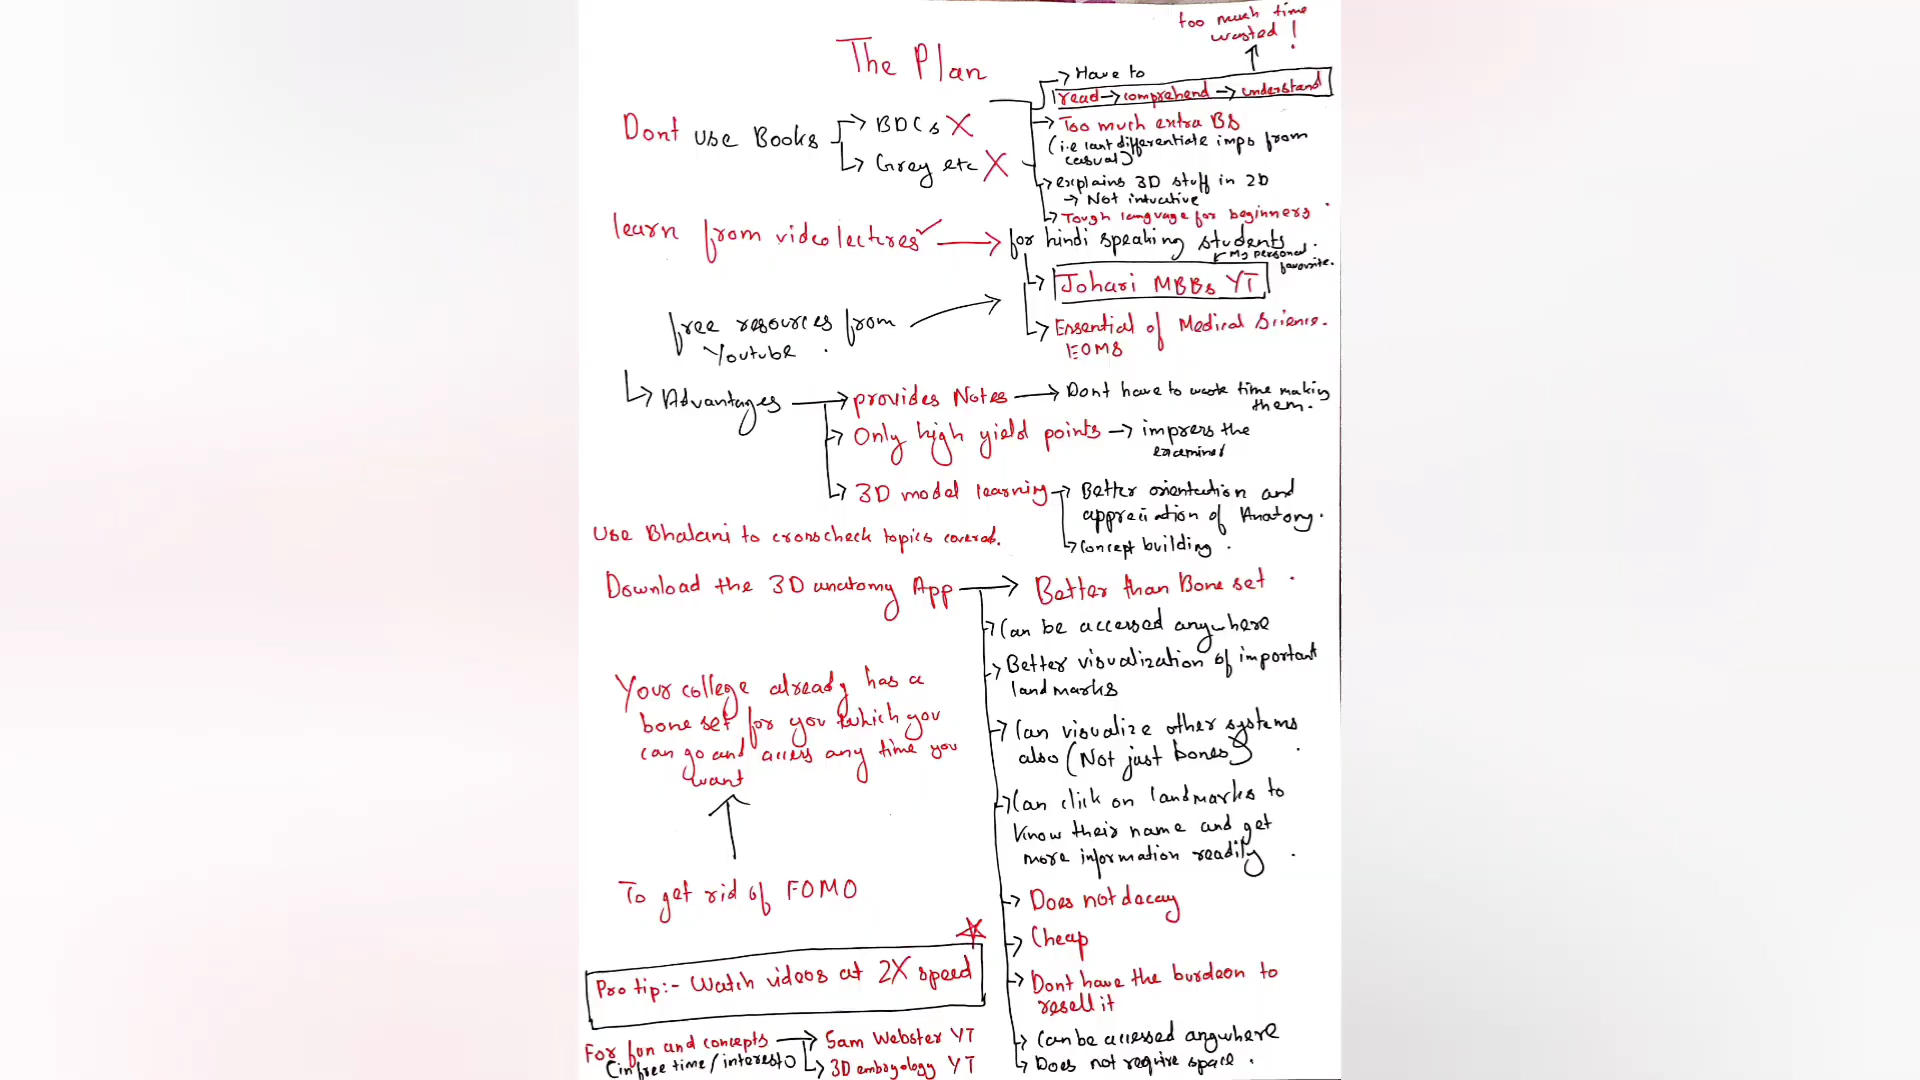 too much time
wasted !
The Plan
Have to
read → comprehend → understand
Dont use Books → BDCs X
→ Gray etc X
→ Too much extra BS
(i.e cant differentiate imps from
casual)
→ explains 3D stuff in 2D
→ Not intuative
→ Tough language for beginners
learn from video lectures ✓ → for hindi speaking students
My personal
favorite.
→ Johari MBBs YT
free resources from
Youtube
→ Essential of Medical Science.
EOMS
→ Advantages → provides Notes → Dont have to waste time making
them.
→ Only high yield points → impress the
examiner
→ 3D model learning → Better orientation and
appreciation of Anatomy.
→ Concept building
Use Bhalani to crosscheck topics covered.
Download the 3D anatomy App → Better than Bone set
→ Can be accessed anywhere
→ Better visualization of important
landmarks
Your college already has a
bone set for you which you
can go and access any time you
want
→ Can visualize other systems
also (Not just bones)
→ Can click on landmarks to
know their name and get
more information readily
To get rid of FOMO
→ Does not decay
→ Cheap
Pro tip:- Watch videos at 2X speed
→ Dont have the burdeon to
resell it
For fun and concepts → Sam Webster YT
(in free time / interest) → 3D embryology YT
→ Can be accessed anywhere
→ Does not require space.